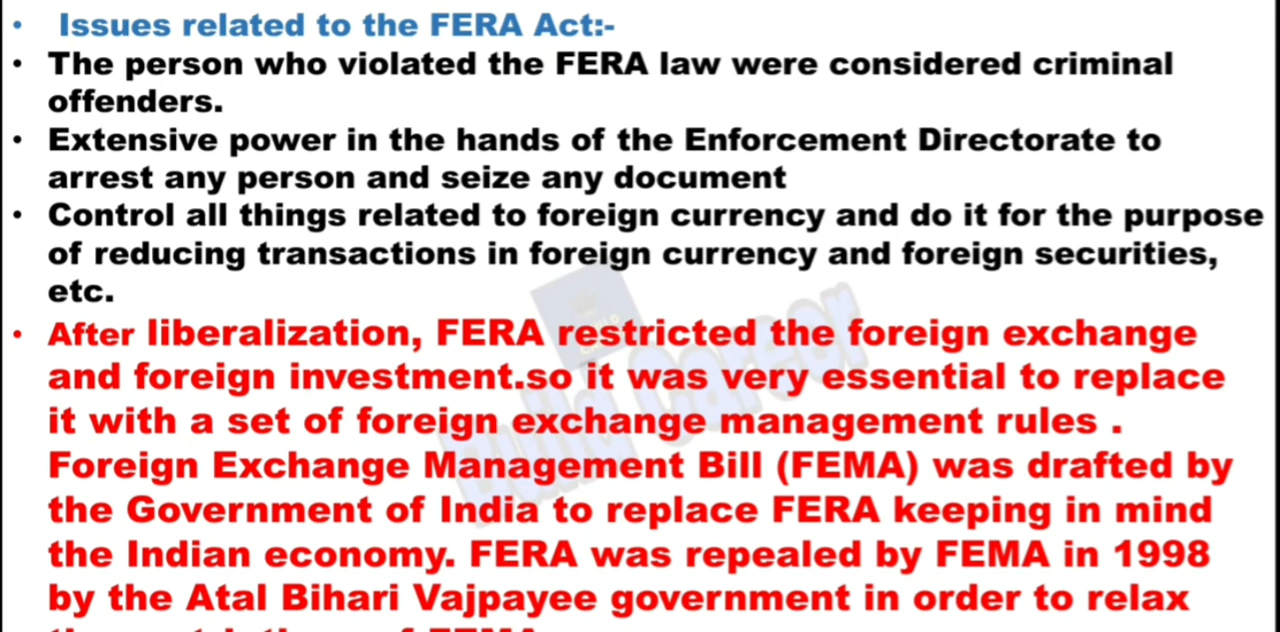 • Issues related to the FERA Act:-
• The person who violated the FERA law were considered criminal
offenders.
• Extensive power in the hands of the Enforcement Directorate to
arrest any person and seize any document
• Control all things related to foreign currency and do it for the purpose
of reducing transactions in foreign currency and foreign securities,
etc.
• After liberalization, FERA restricted the foreign exchange
and foreign investment.so it was very essential to replace
it with a set of foreign exchange management rules .
Foreign Exchange Management Bill (FEMA) was drafted by
the Government of India to replace FERA keeping in mind
the Indian economy. FERA was repealed by FEMA in 1998
by the Atal Bihari Vajpayee government in order to relax
Build Career